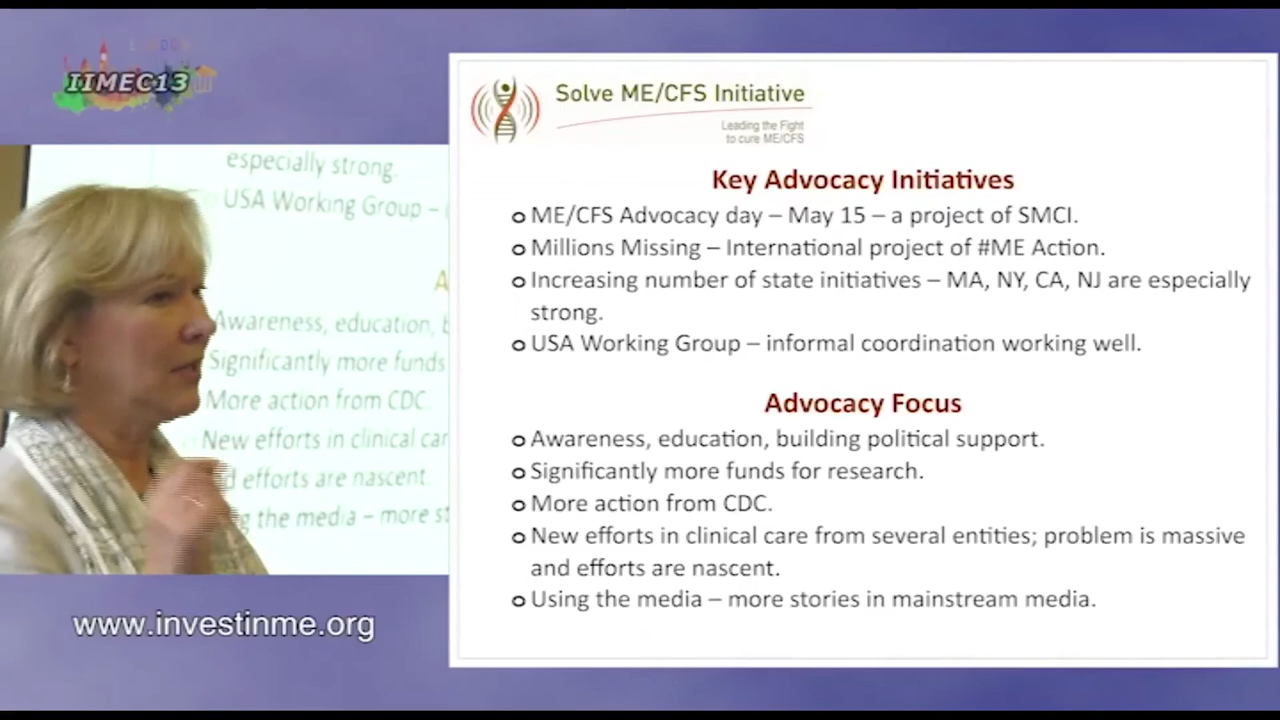 LONDON
IIMEC13
Solve ME/CFS Initiative
Leading the Fight
to cure ME/CFS
Key Advocacy Initiatives
ME/CFS Advocacy day – May 15 – a project of SMCI.
Millions Missing – International project of #ME Action.
Increasing number of state initiatives – MA, NY, CA, NJ are especially
strong.
USA Working Group – informal coordination working well.
Advocacy Focus
Awareness, education, building political support.
Significantly more funds for research.
More action from CDC.
New efforts in clinical care from several entities; problem is massive
and efforts are nascent.
Using the media – more stories in mainstream media.
especially strong.
USA Working Group –
A
Awareness, education, b
Significantly more funds
More action from CDC.
New efforts in clinical car
d efforts are nascent.
g the media – more st
www.investinme.org